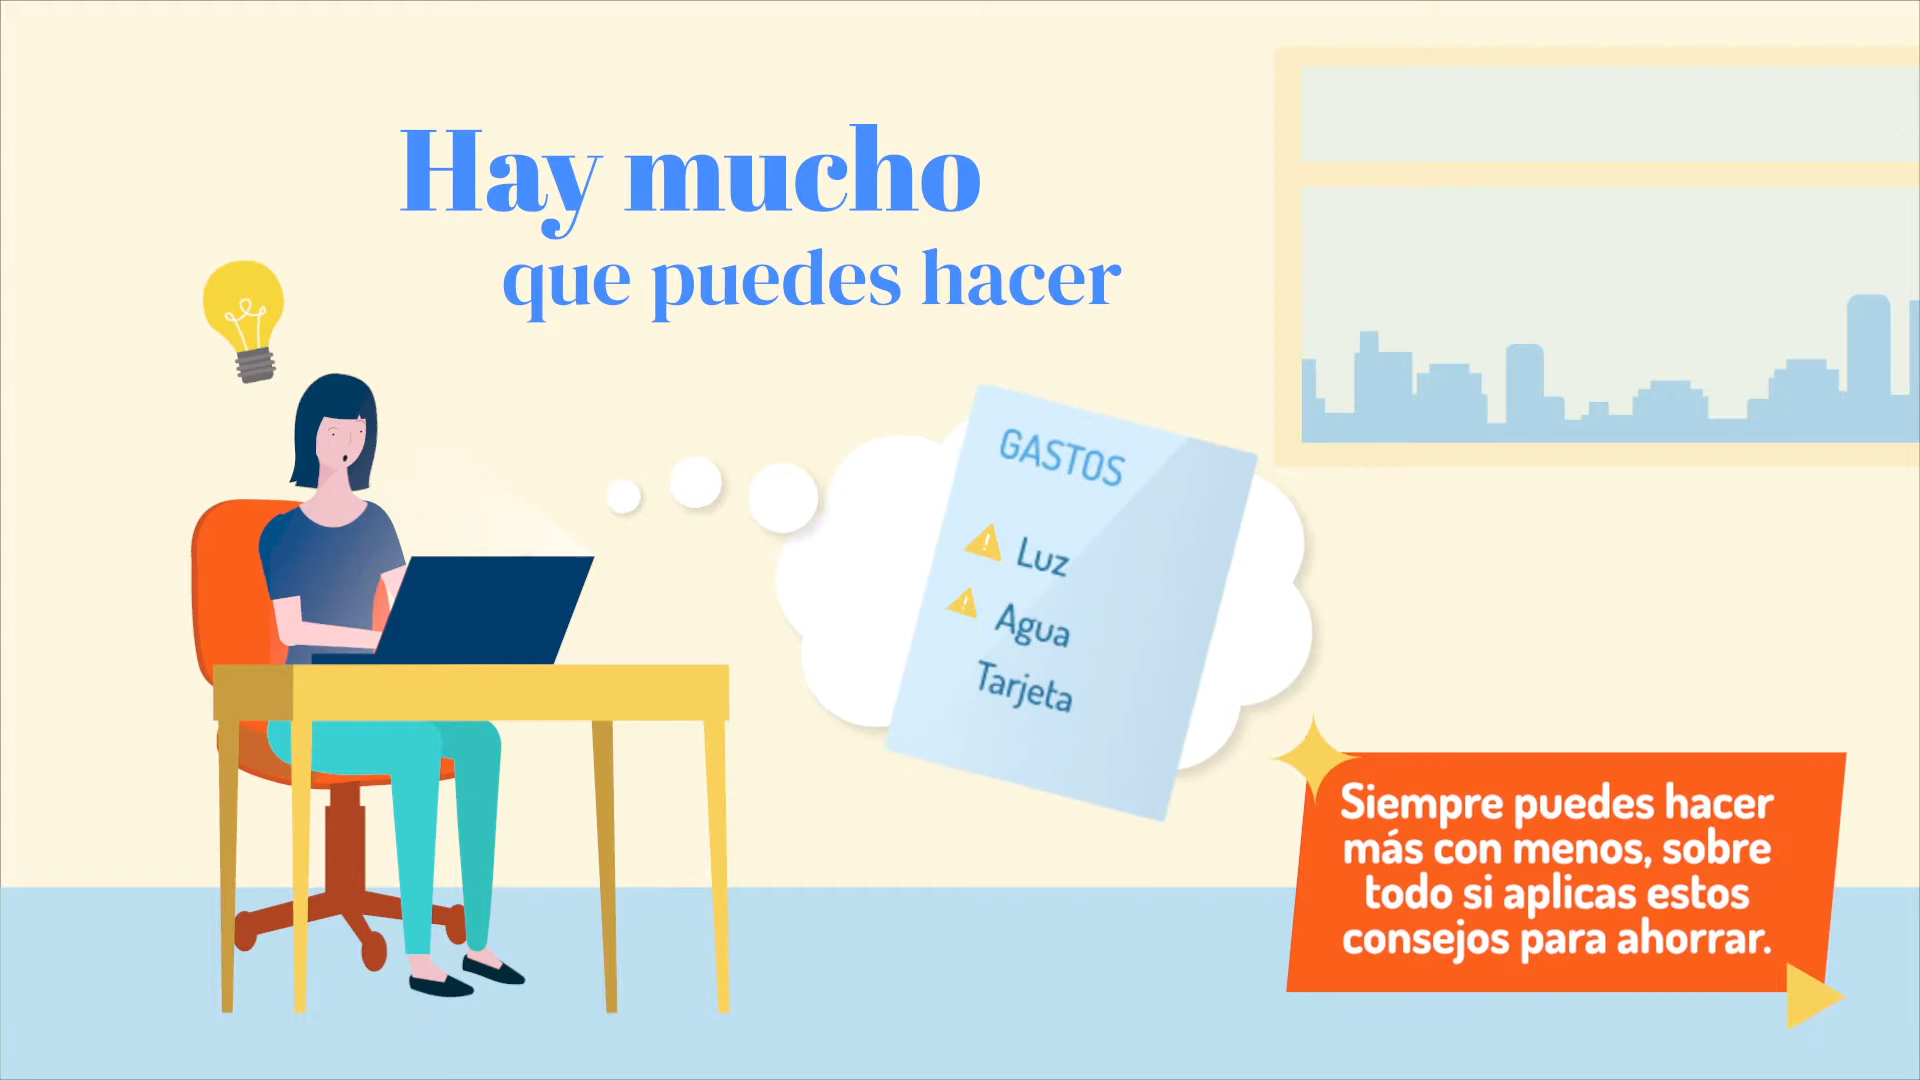 Hay mucho
que puedes hacer
GASTOS
Luz
Agua
Tarjeta
Siempre puedes hacer
más con menos, sobre
todo si aplicas estos
consejos para ahorrar.